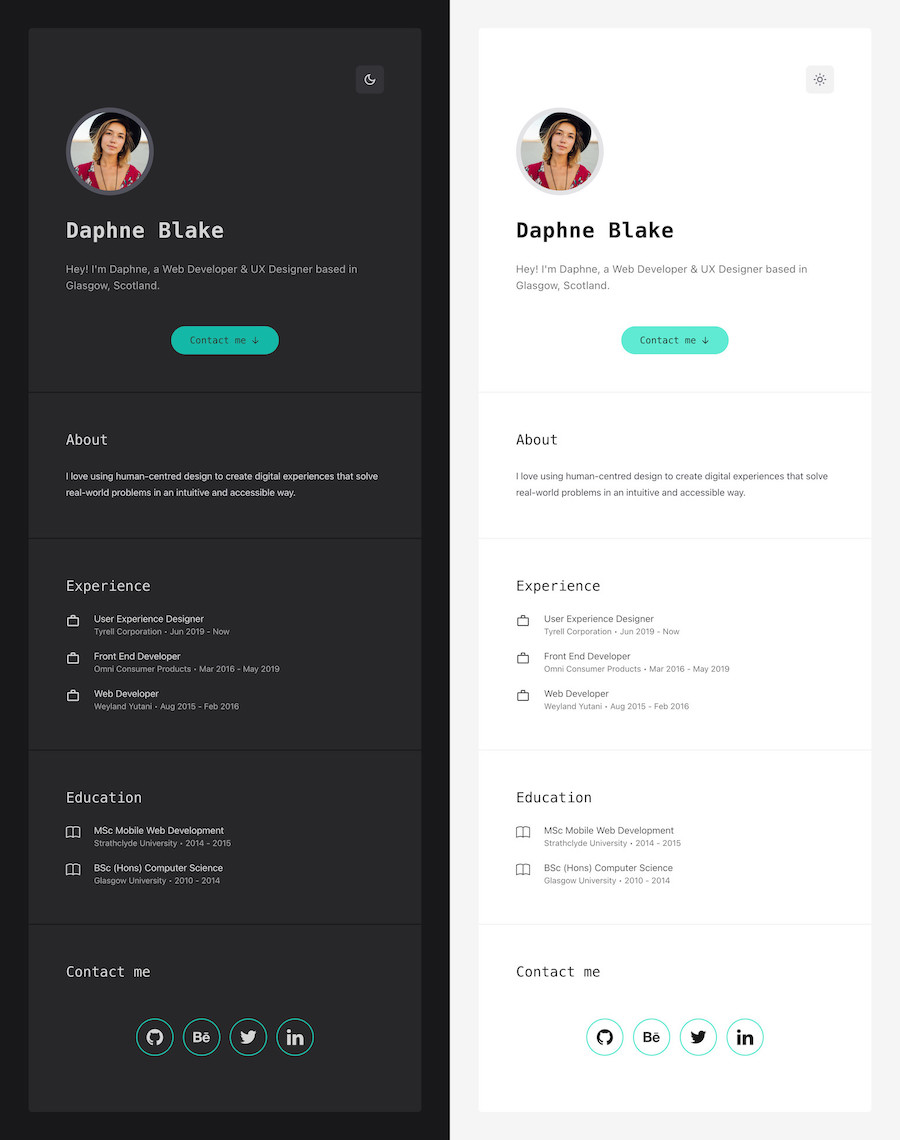 Daphne Blake
Hey! I'm Daphne, a Web Developer & UX Designer based in
Glasgow, Scotland.
Contact me ↓
About
I love using human-centred design to create digital experiences that solve
real-world problems in an intuitive and accessible way.
Experience
User Experience Designer
Tyrell Corporation • Jun 2019 - Now
Front End Developer
Omni Consumer Products • Mar 2016 - May 2019
Web Developer
Weyland Yutani • Aug 2015 – Feb 2016
Education
MSc Mobile Web Development
Strathclyde University • 2014 - 2015
BSc (Hons) Computer Science
Glasgow University • 2010 - 2014
Contact me
Bē
in
Daphne Blake
Hey! I'm Daphne, a Web Developer & UX Designer based in
Glasgow, Scotland.
Contact me ↓
About
I love using human-centred design to create digital experiences that solve
real-world problems in an intuitive and accessible way.
Experience
User Experience Designer
Tyrell Corporation • Jun 2019 - Now
Front End Developer
Omni Consumer Products • Mar 2016 - May 2019
Web Developer
Weyland Yutani • Aug 2015 – Feb 2016
Education
MSc Mobile Web Development
Strathclyde University • 2014 - 2015
BSc (Hons) Computer Science
Glasgow University • 2010 - 2014
Contact me
Bē
in